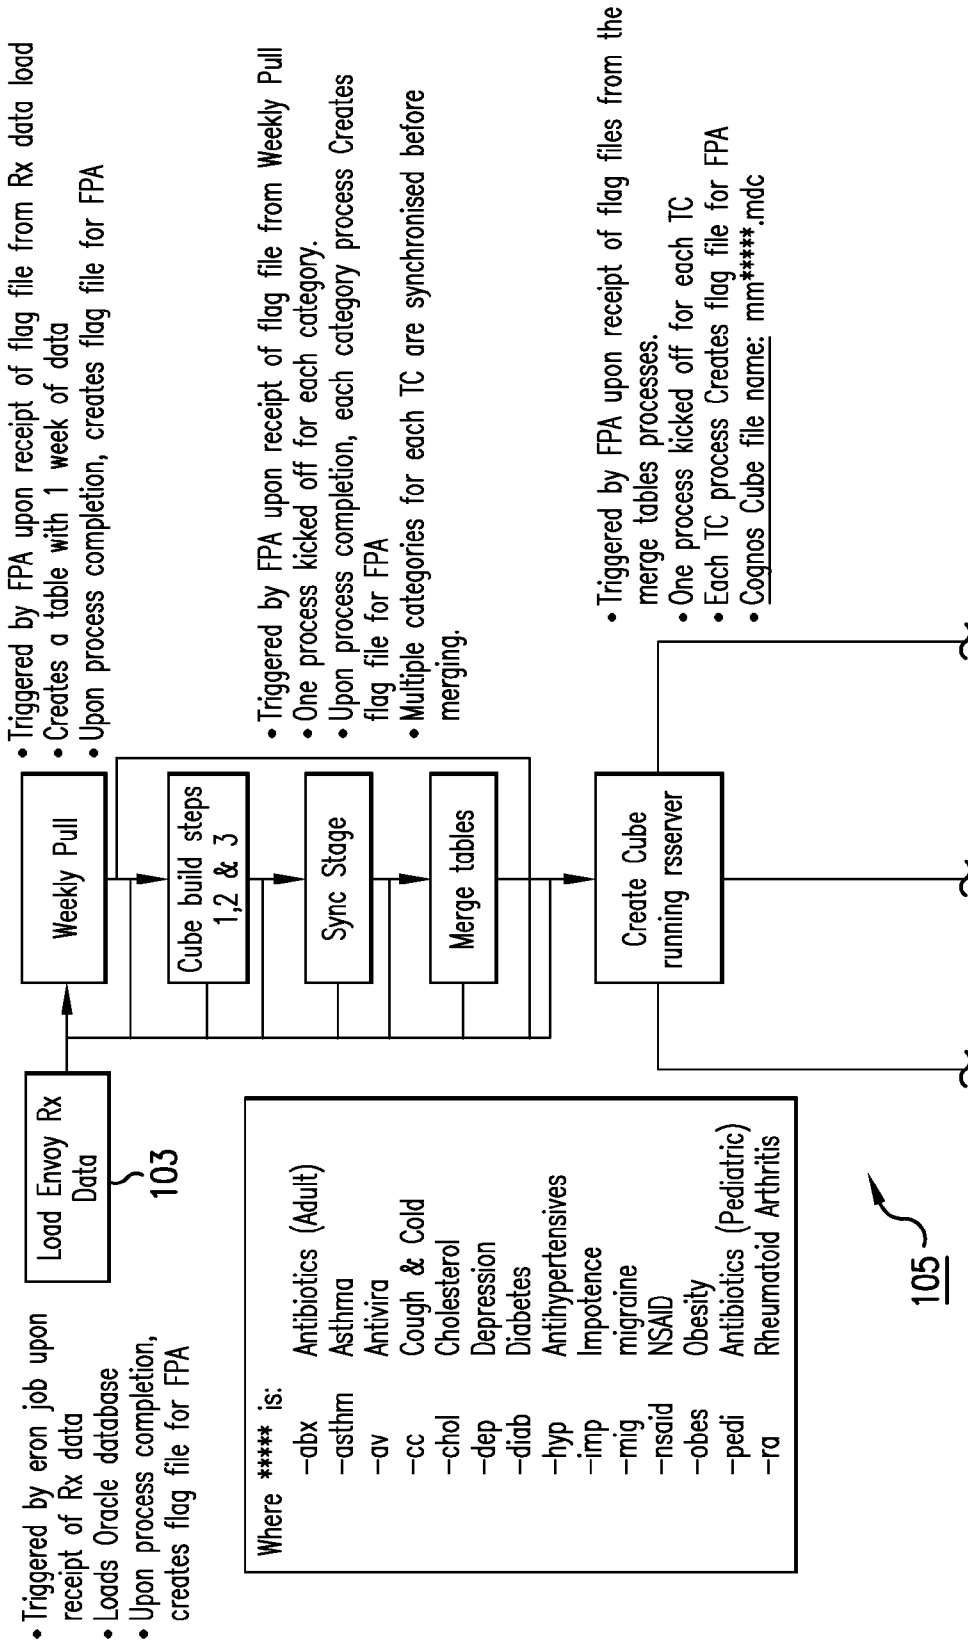 • Triggered by eron job upon
receipt of Rx data
• Loads Oracle database
• Upon process completion,
creates flag file for FPA
Load Envoy Rx
Data
103
Weekly Pull
• Triggered by FPA upon receipt of flag file from Rx data load
• Creates a table with 1 week of data
• Upon process completion, creates flag file for FPA
Cube build steps
1,2 & 3
Sync Stage
Merge tables
• Triggered by FPA upon receipt of flag file from Weekly Pull
• One process kicked off for each category.
• Upon process completion, each category process Creates
flag file for FPA
• Multiple categories for each TC are synchronised before
merging.
Create Cube
running rsserver
• Triggered by FPA upon receipt of flag files from the
merge tables processes.
• One process kicked off for each TC
• Each TC process Creates flag file for FPA
• Cognos Cube file name: mm*****.mdc
Where ***** is:
–abx Antibiotics (Adult)
–asthm Asthma
–av Antivira
–cc Cough & Cold
–chol Cholesterol
–dep Depression
–diab Diabetes
–hyp Antihypertensives
–imp Impotence
–mig migraine
–nsaid NSAID
–obes Obesity
–pedi Antibiotics (Pediatric)
–ra Rheumatoid Arthritis
105